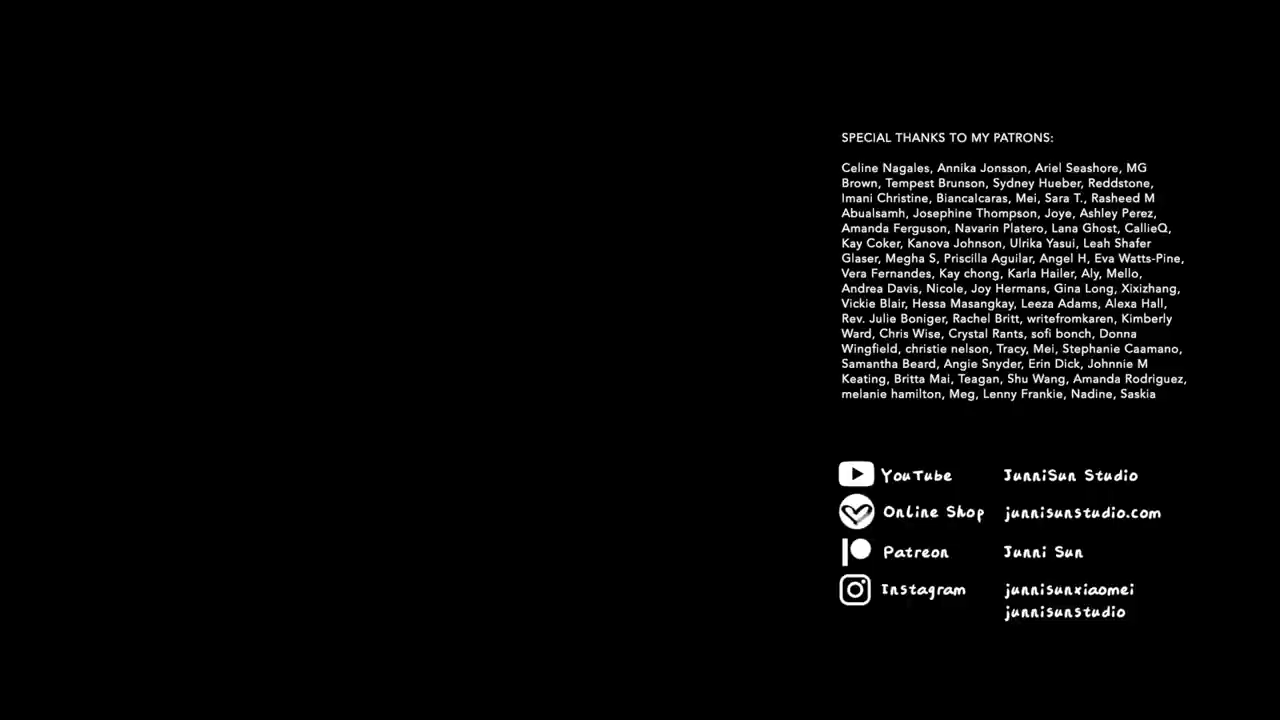 SPECIAL THANKS TO MY PATRONS:
Celine Nagales, Annika Jonsson, Ariel Seashore, MG
Brown, Tempest Brunson, Sydney Hueber, Reddstone,
Imani Christine, Biancalcaras, Mei, Sara T., Rasheed M
Abualsamh, Josephine Thompson, Joye, Ashley Perez,
Amanda Ferguson, Navarin Platero, Lana Ghost, CallieQ,
Kay Coker, Kanova Johnson, Ulrika Yasui, Leah Shafer
Glaser, Megha S, Priscilla Aguilar, Angel H, Eva Watts-Pine,
Vera Fernandes, Kay chong, Karla Hailer, Aly, Mello,
Andrea Davis, Nicole, Joy Hermans, Gina Long, Xixizhang,
Vickie Blair, Hessa Masangkay, Leeza Adams, Alexa Hall,
Rev. Julie Boniger, Rachel Britt, writefromkaren, Kimberly
Ward, Chris Wise, Crystal Rants, sofi bonch, Donna
Wingfield, christie nelson, Tracy, Mei, Stephanie Caamano,
Samantha Beard, Angie Snyder, Erin Dick, Johnnie M
Keating, Britta Mai, Teagan, Shu Wang, Amanda Rodriguez,
melanie hamilton, Meg, Lenny Frankie, Nadine, Saskia
YouTube JunniSun Studio
Online Shop junnisunstudio.com
Patreon Junni Sun
Instagram junnisunxiaomei
junnisunstudio